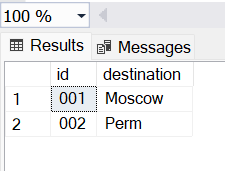 100 %
Results Messages
id destination
1 001 Moscow
2 002 Perm